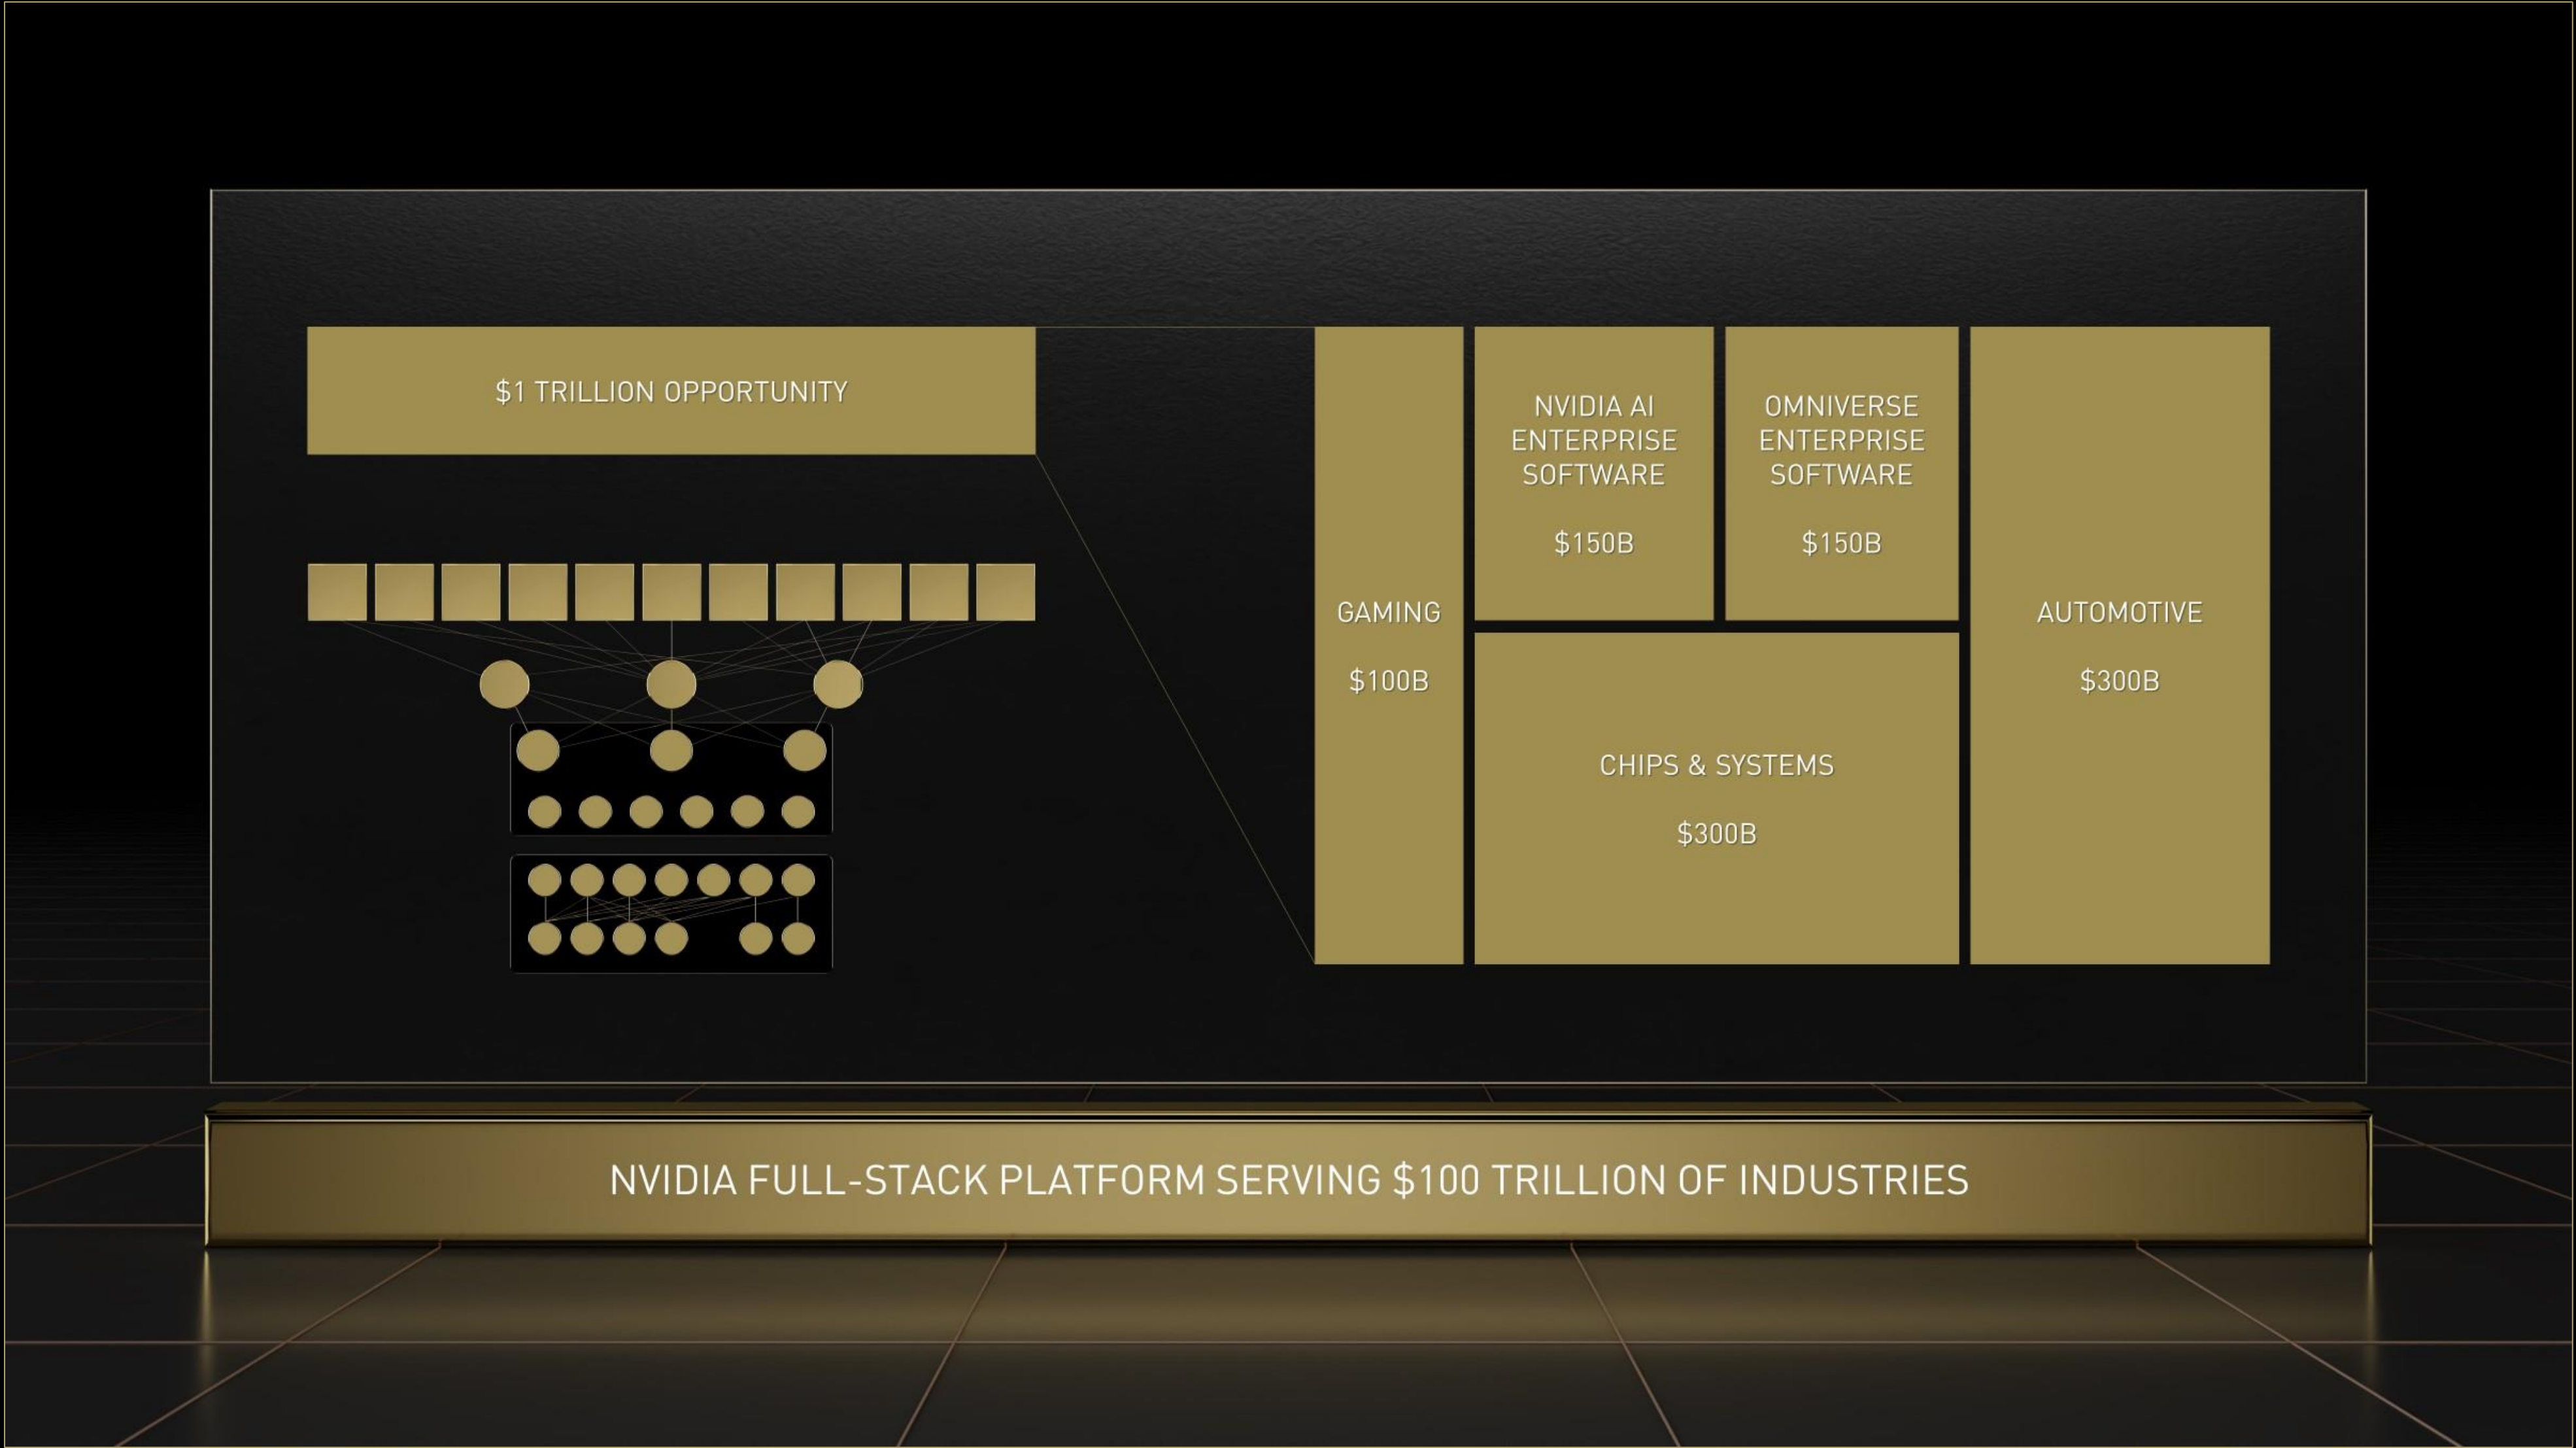 $1 TRILLION OPPORTUNITY
GAMING
$100B
NVIDIA AI
ENTERPRISE
SOFTWARE
$150B
OMNIVERSE
ENTERPRISE
SOFTWARE
$150B
CHIPS & SYSTEMS
$300B
AUTOMOTIVE
$300B
NVIDIA FULL-STACK PLATFORM SERVING $100 TRILLION OF INDUSTRIES